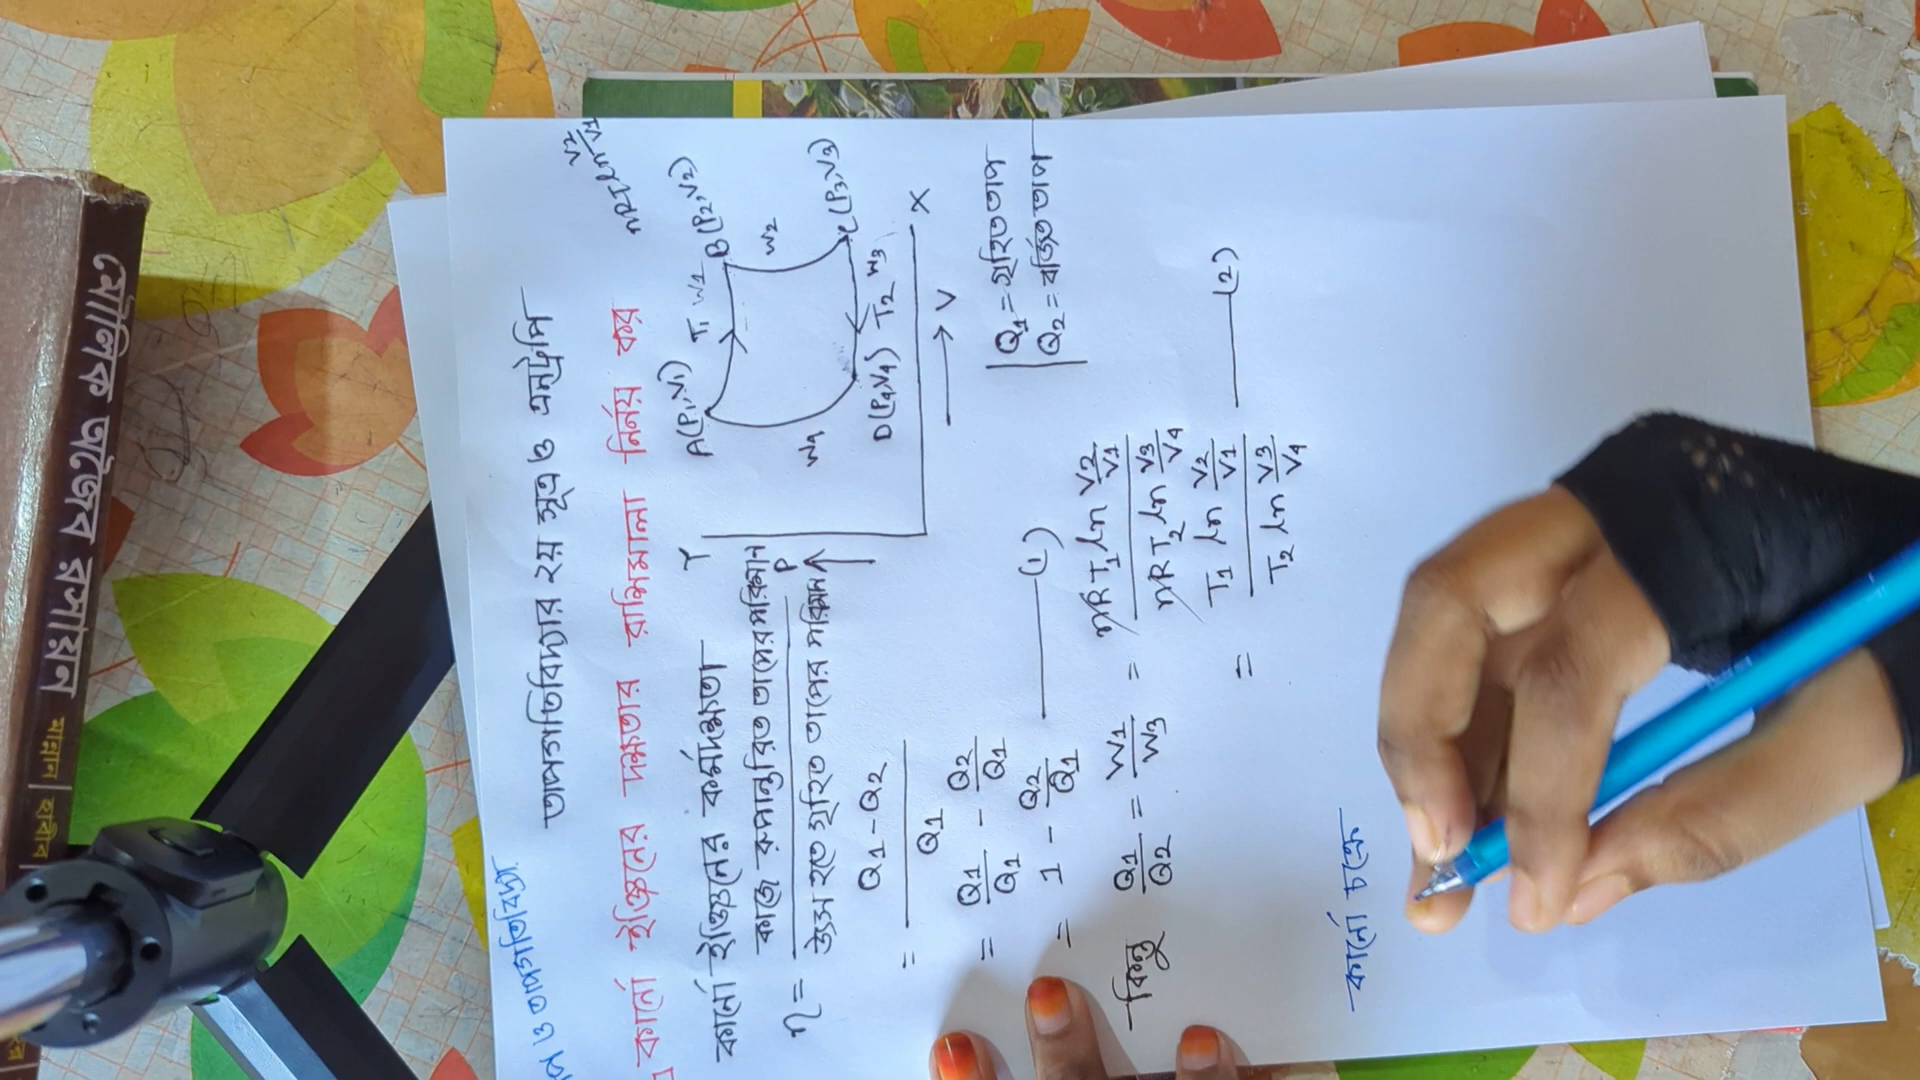 মৌলিক ভৌত রসায়ন
মান্নান | হাবীব
ও তাপগতিবিদ্যা
তাপগতিবিদ্যার ২য় সূত্র ও এনট্রপি
কার্নো ইঞ্জিনের দক্ষতার রাশিমালা নির্ণয় কর
nRT₁ ln V2/V1
কার্নো ইঞ্জিনের কর্মদক্ষতা
η = কাজে রূপান্তরিত তাপের পরিমাণ / উৎস হতে গৃহিত তাপের পরিমাণ
Y
P
A(P₁,V₁) T₁ W1 B(P₂,V₂)
W2
W4
C(P₃,V₃)
D(P₄V₄) T₂ W3
X
→ V
= Q1 - Q2 / Q1
= Q1/Q1 - Q2/Q1
= 1 - Q2/Q1 ——— (1)
Q1 = গৃহিত তাপ
Q2 = বর্জিত তাপ
কিন্তু Q1/Q2 = W1/W3 = nRT₁ ln V2/V1 / nRT₂ ln V3/V4
= T₁ ln V2/V1 / T₂ ln V3/V4 ——— (2)
কার্নো চক্রে